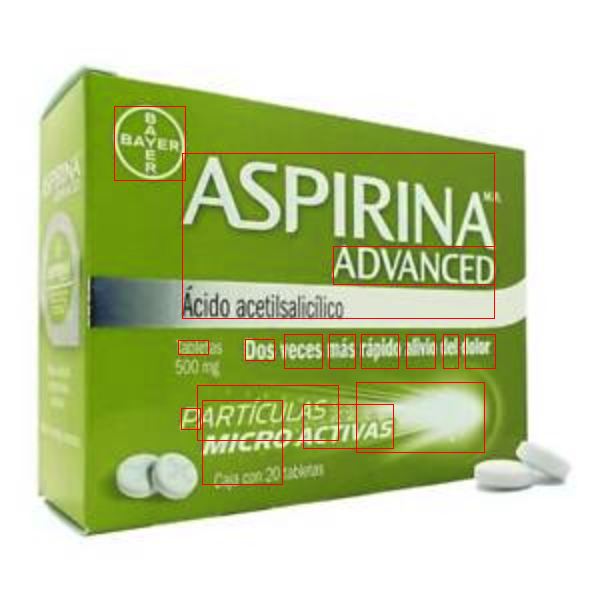 BAYER
BAYER
ASPIRINA M.R.
ADVANCED
Ácido acetilsalicílico
Tabletas
500 mg
Dos veces más rápido alivio del dolor
PARTÍCULAS
MICROACTIVAS
Caja con 20 tabletas